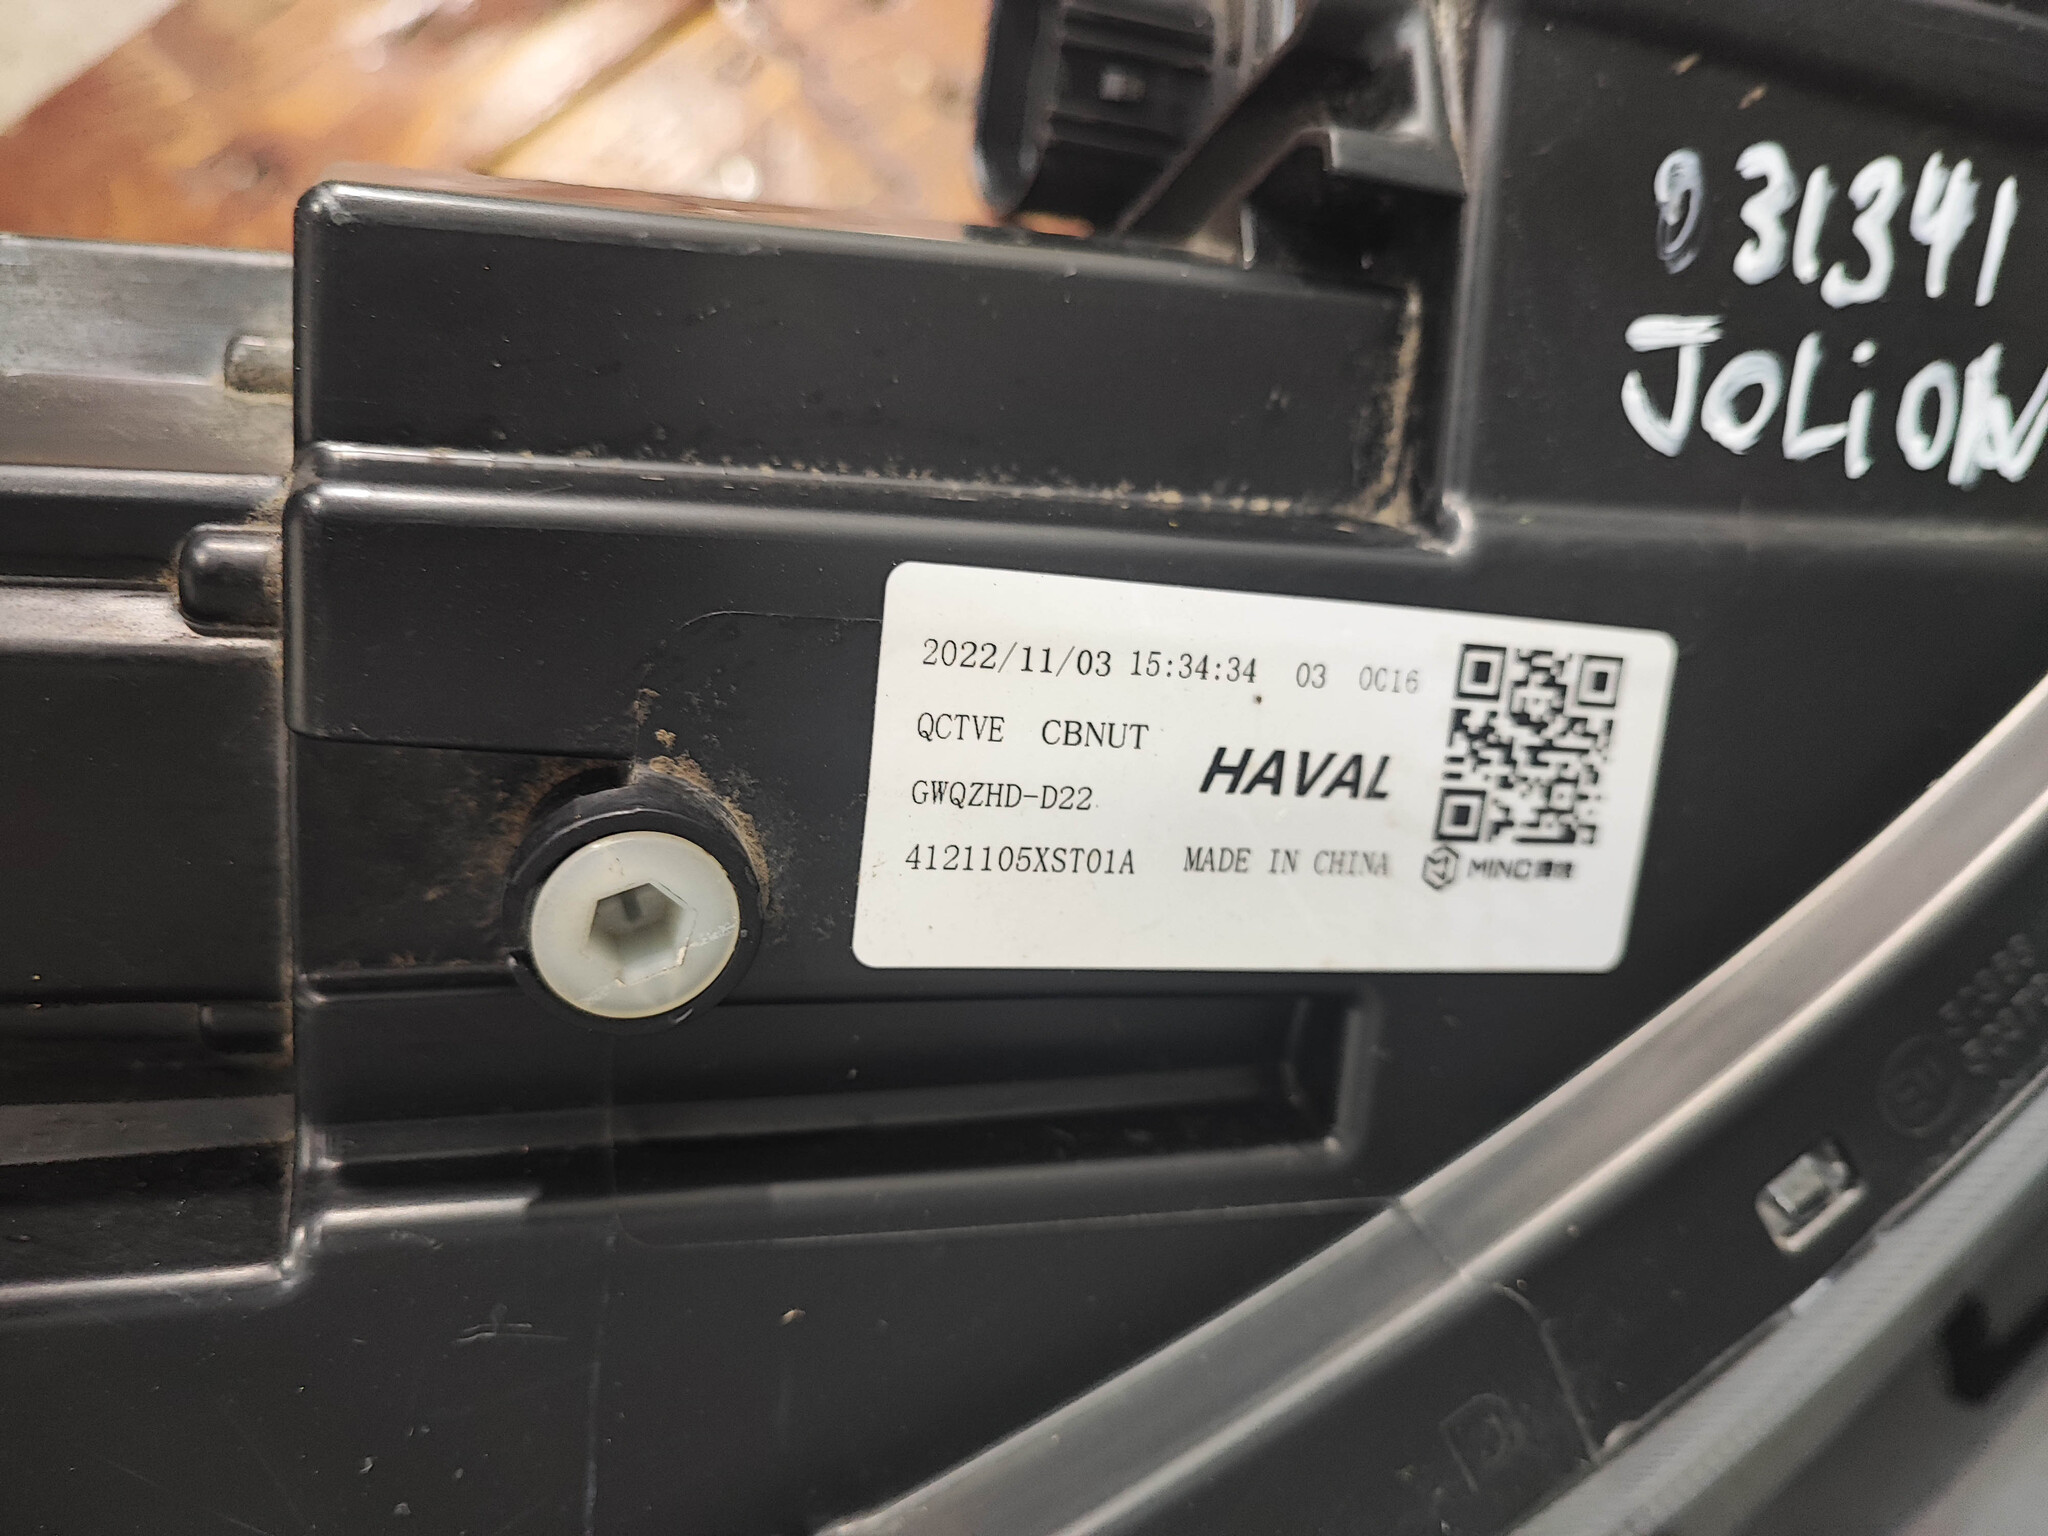 31341
JOLiON
2022/11/03 15:34:34 03 0C16
QCTVE CBNUT
HAVAL
GWQZHD-D22
4121105XST01A MADE IN CHINA
MIND